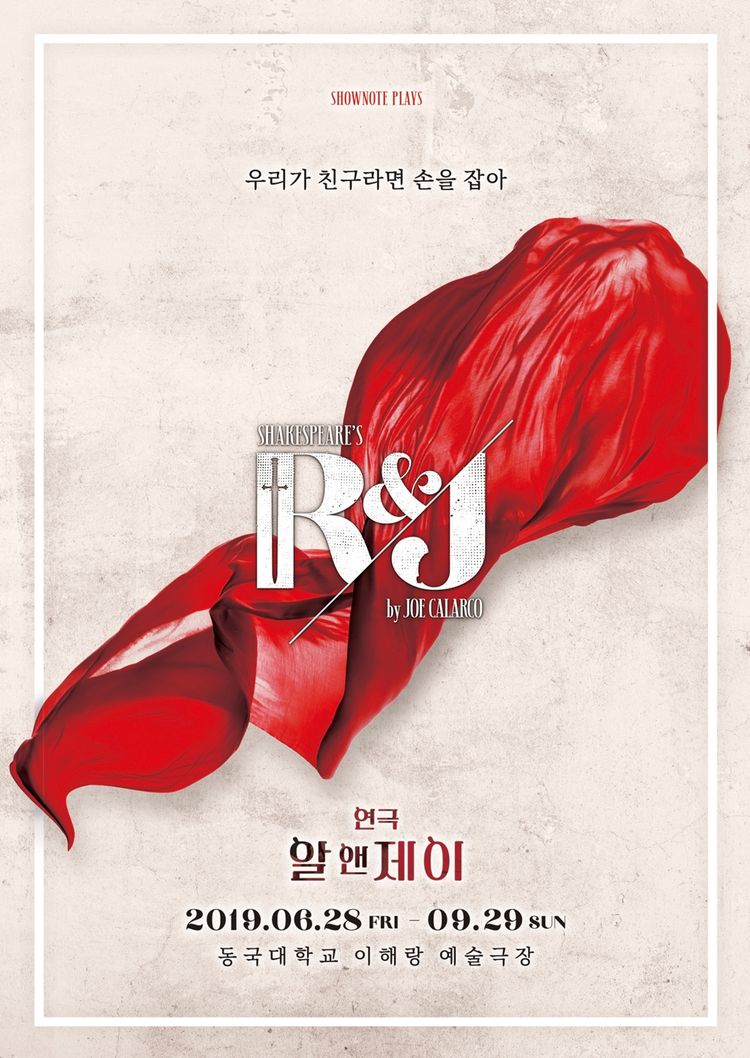 SHOWNOTE PLAYS
우리가 친구라면 손을 잡아
SHAKESPEARE'S
R&J
by JOE CALARCO
연극
알앤제이
2019.06.28 FRI - 09.29 SUN
동국대학교 이해랑 예술극장